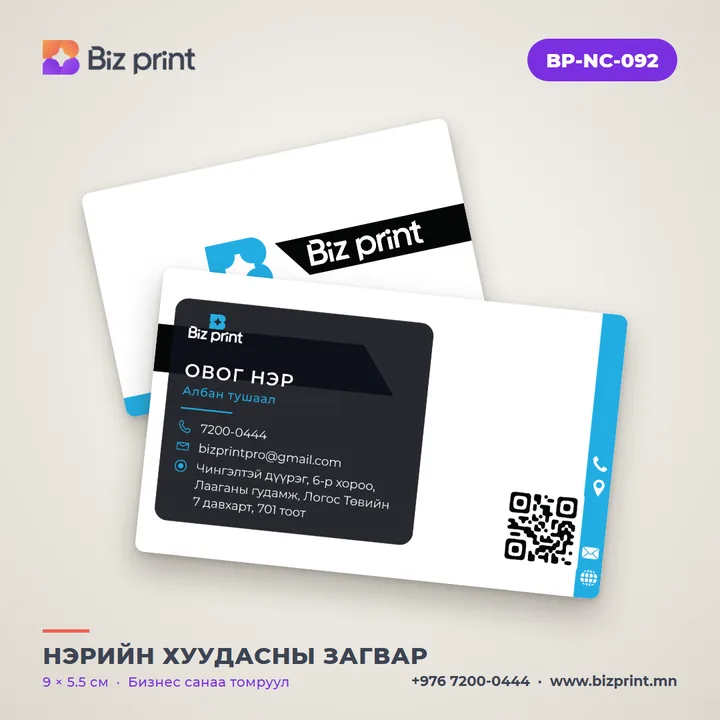 Biz print
BP-NC-092
Biz print
Biz print
ОВОГ НЭР
Албан тушаал
7200-0444
bizprintpro@gmail.com
Чингэлтэй дүүрэг, 6-р хороо,
Лааганы гудамж, Логос Төвийн
7 давхарт, 701 тоот
НЭРИЙН ХУУДАСНЫ ЗАГВАР
9 × 5.5 см · Бизнес санаа томруул
+976 7200-0444 · www.bizprint.mn